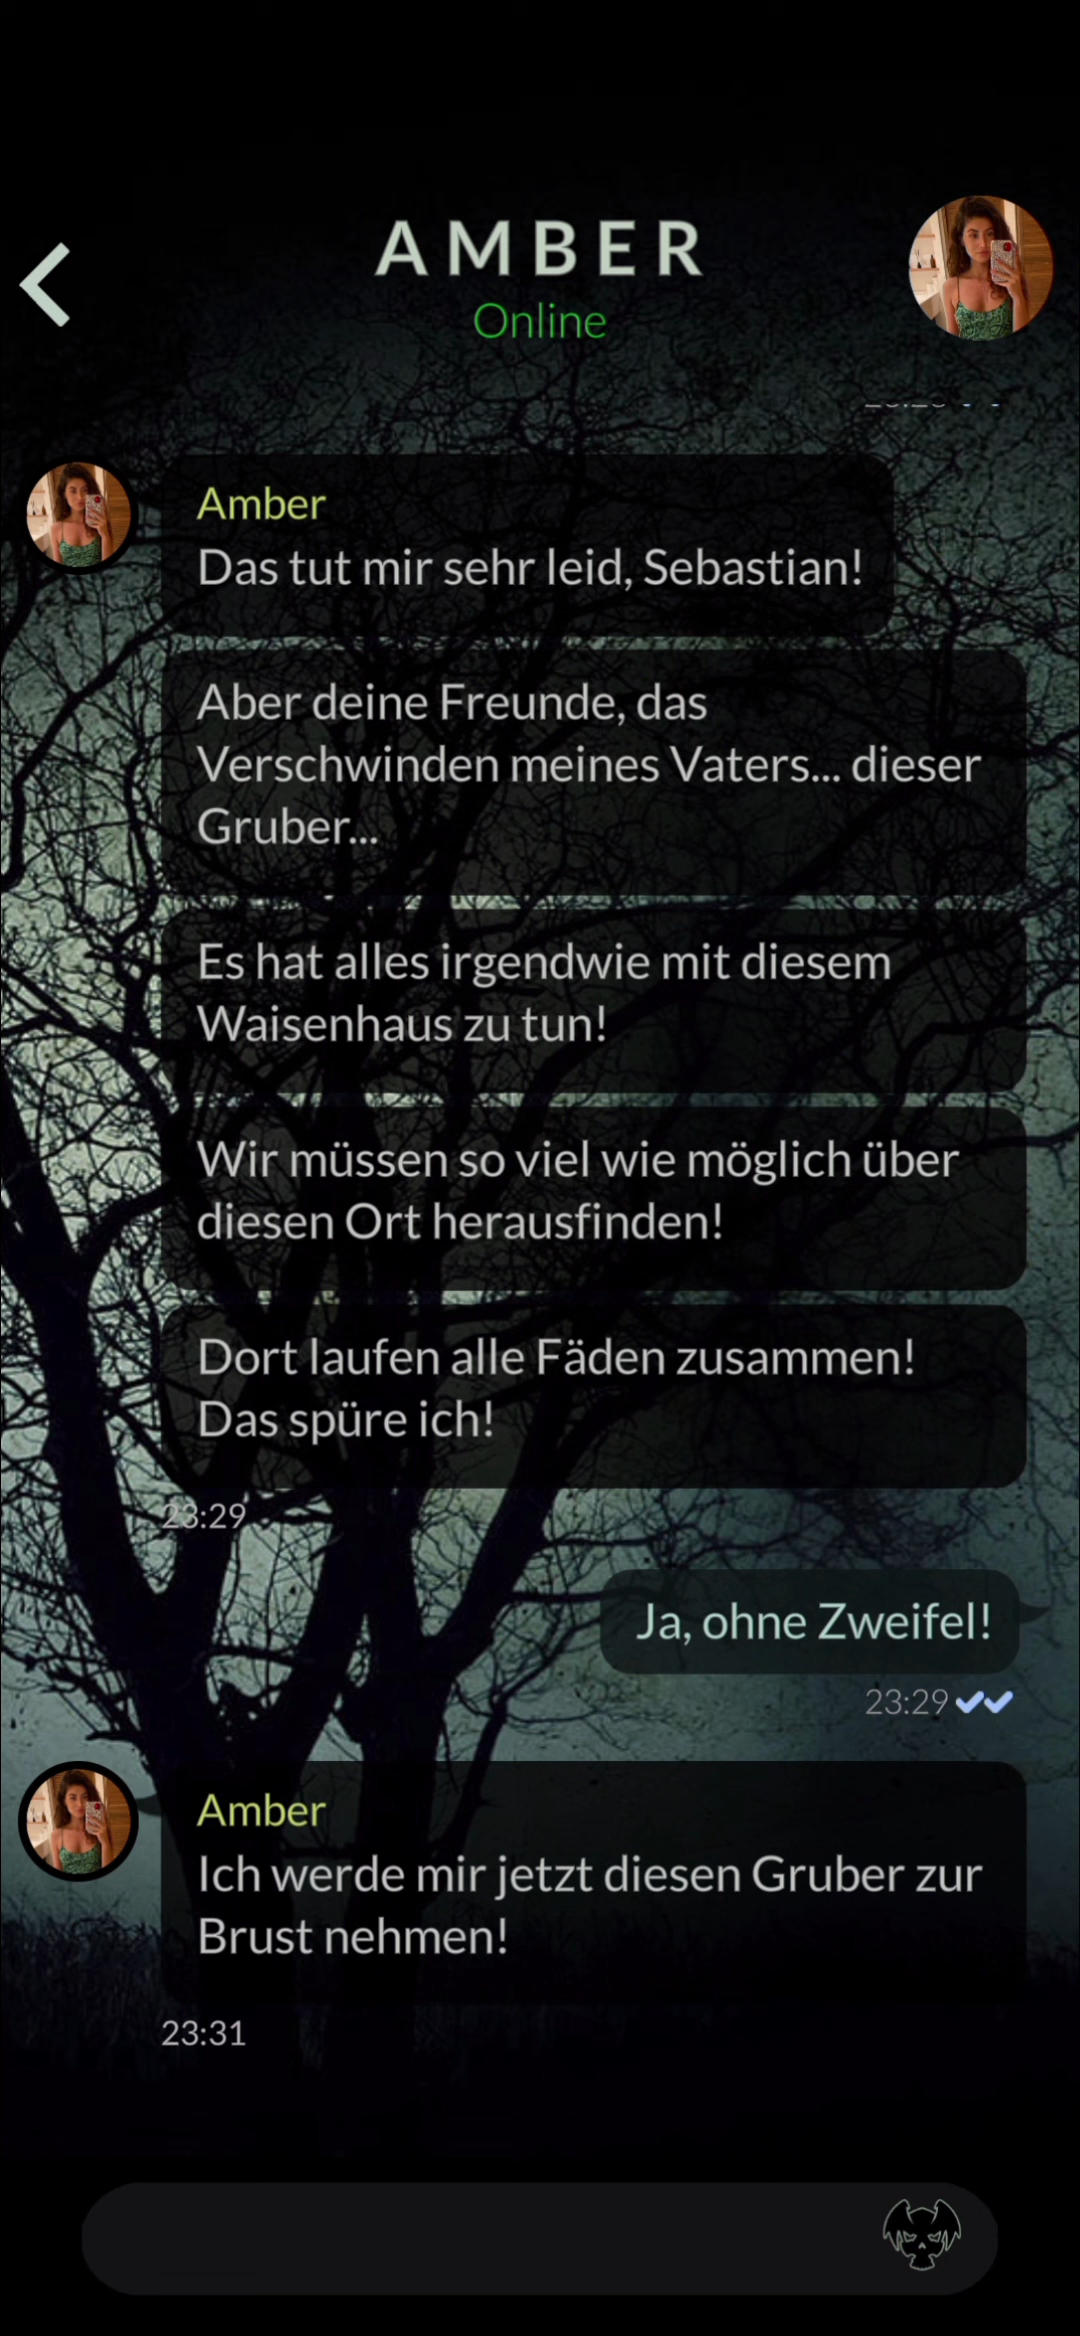 AMBER
Online
Amber
Das tut mir sehr leid, Sebastian!
Aber deine Freunde, das
Verschwinden meines Vaters... dieser
Gruber...
Es hat alles irgendwie mit diesem
Waisenhaus zu tun!
Wir müssen so viel wie möglich über
diesen Ort herausfinden!
Dort laufen alle Fäden zusammen!
Das spüre ich!
23:29
Ja, ohne Zweifel!
23:29
Amber
Ich werde mir jetzt diesen Gruber zur
Brust nehmen!
23:31